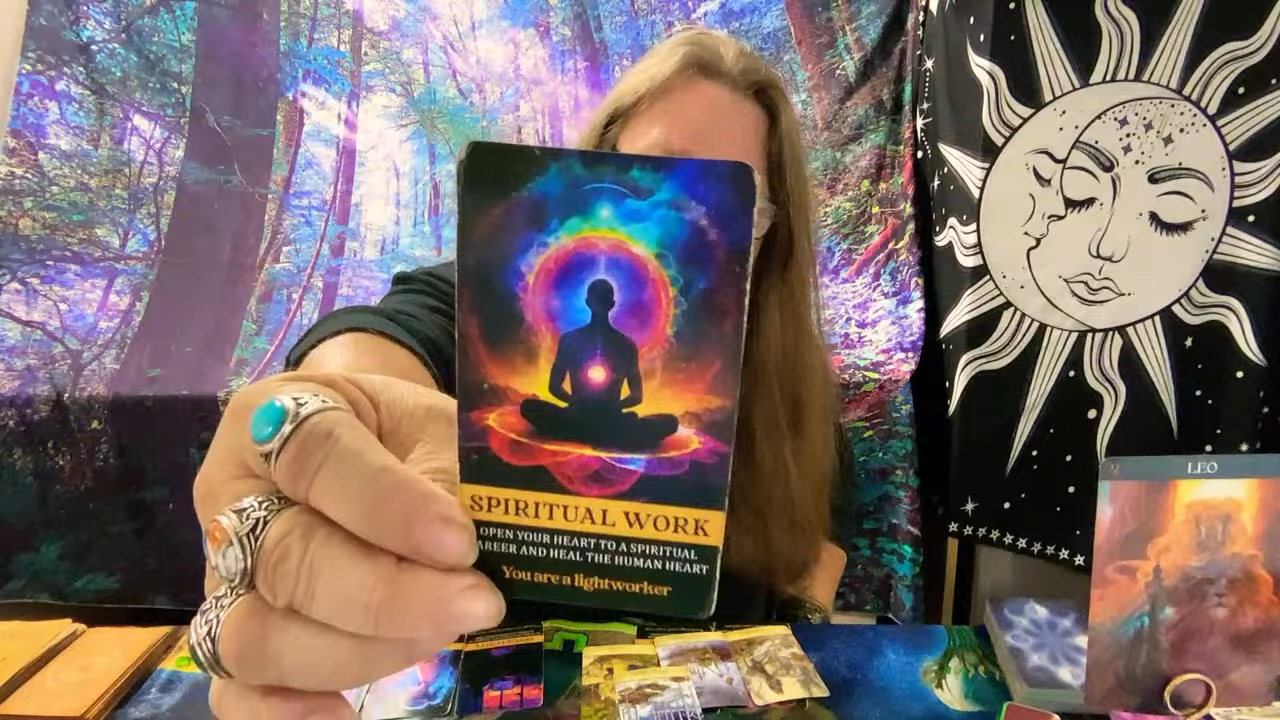 SPIRITUAL WORK
OPEN YOUR HEART TO A SPIRITUAL
AREER AND HEAL THE HUMAN HEART
You are a lightworker
LEO